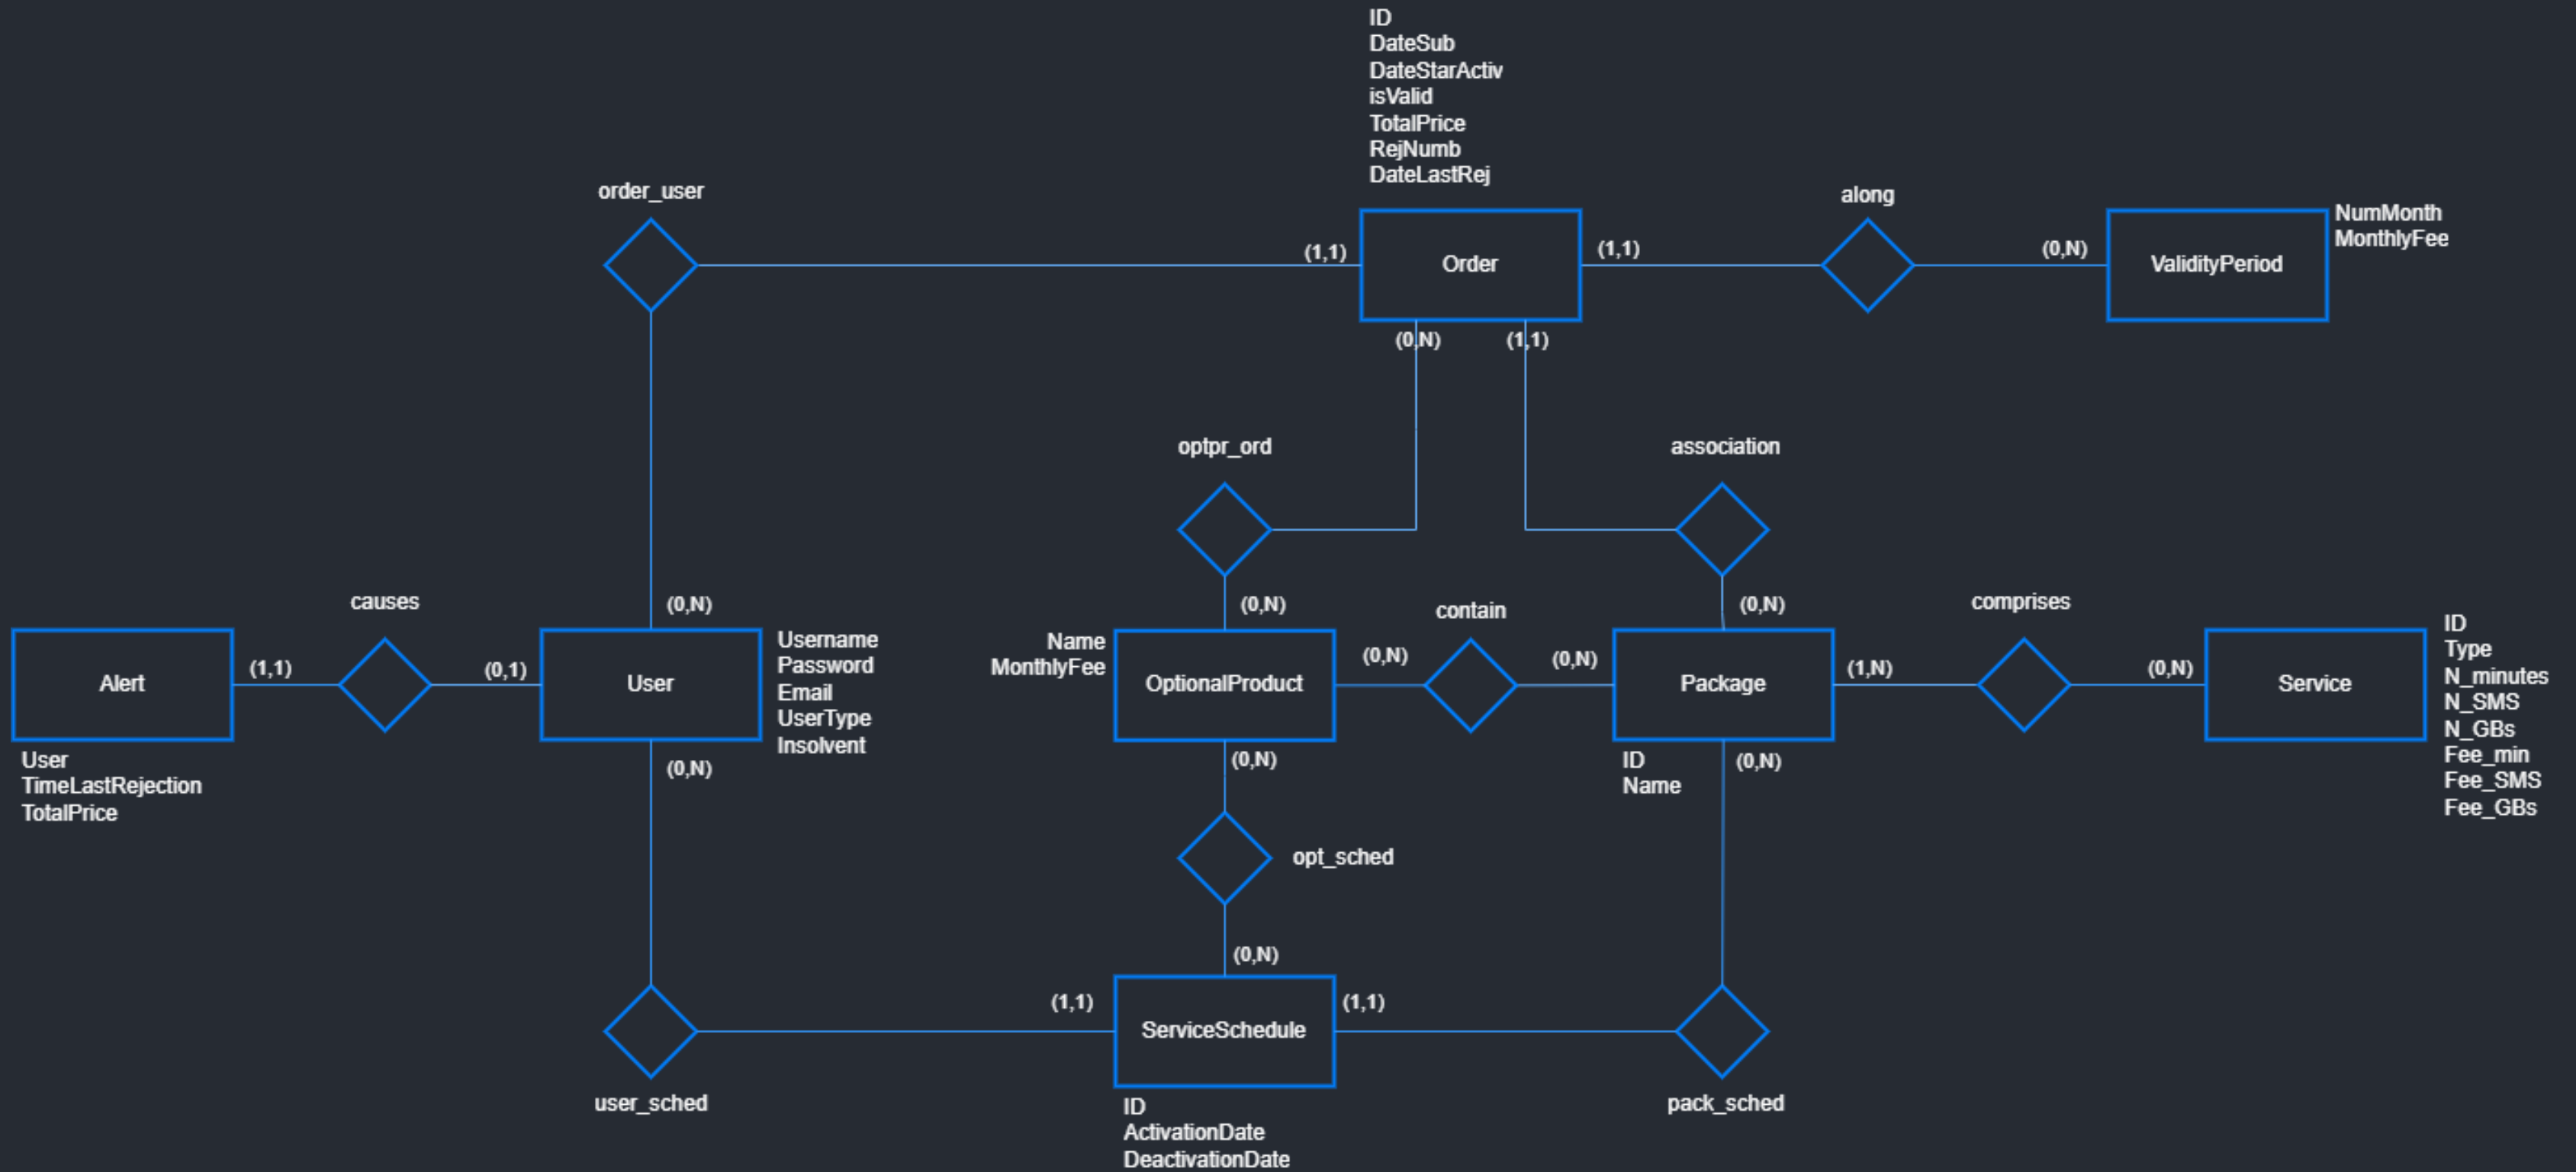 ID
DateSub
DateStarActiv
isValid
TotalPrice
RejNumb
DateLastRej
order_user
along
(1,1)
Order
(1,1)
(0,N)
ValidityPeriod
NumMonth
MonthlyFee
(0,N)
(1,1)
optpr_ord
association
causes
(0,N)
(0,N)
contain
(0,N)
comprises
Alert
(1,1)
(0,1)
User
Username
Password
Email
UserType
Insolvent
Name
MonthlyFee
OptionalProduct
(0,N)
(0,N)
Package
(1,N)
(0,N)
Service
ID
Type
N_minutes
N_SMS
N_GBs
Fee_min
Fee_SMS
Fee_GBs
User
TimeLastRejection
TotalPrice
(0,N)
(0,N)
ID
Name
(0,N)
opt_sched
(0,N)
(1,1)
ServiceSchedule
(1,1)
user_sched
pack_sched
ID
ActivationDate
DeactivationDate